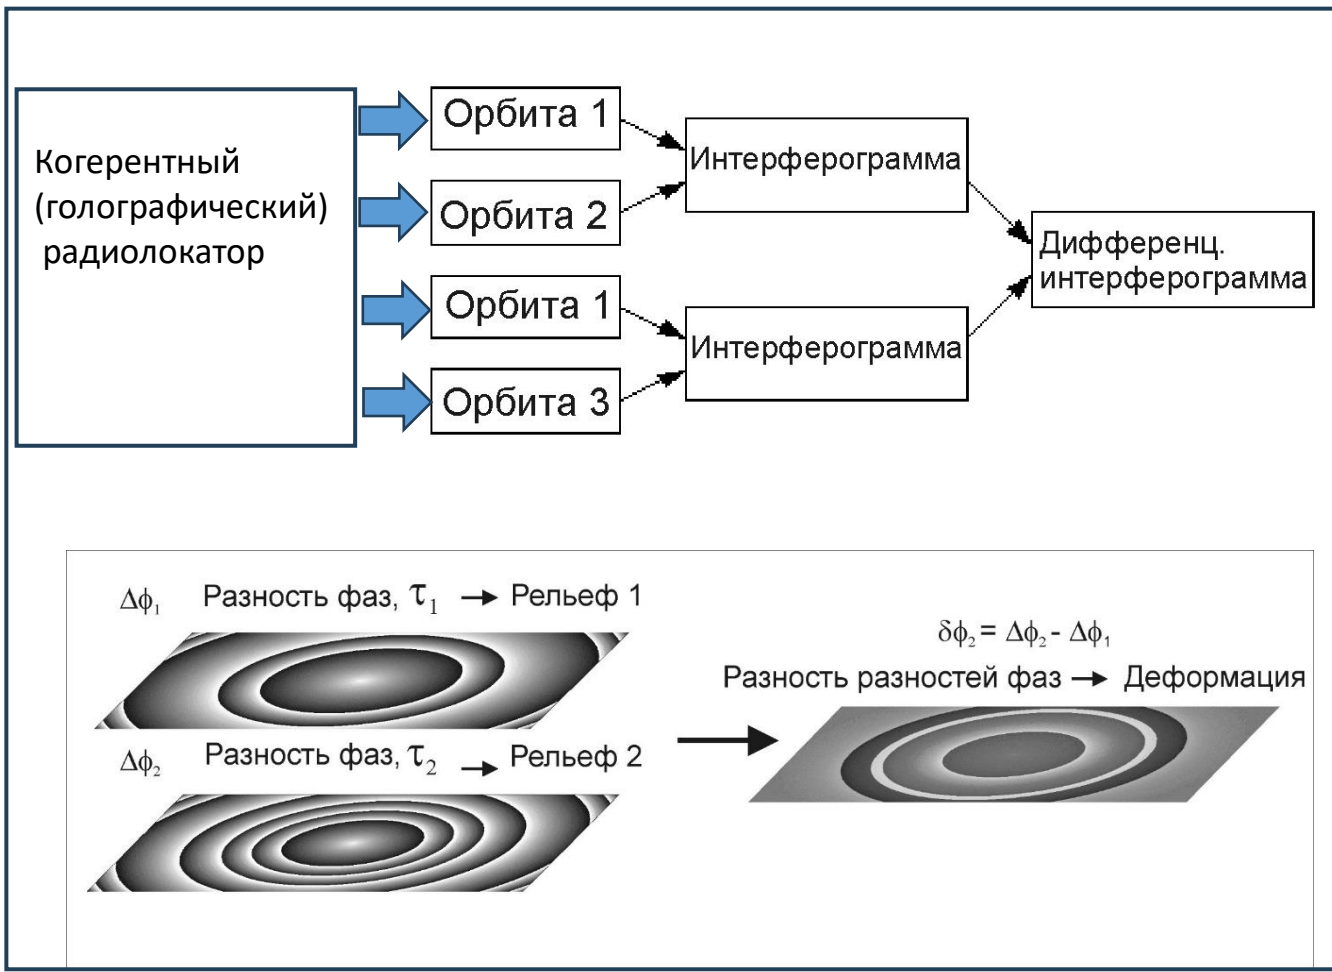 Когерентный
(голографический)
радиолокатор
Орбита 1
Орбита 2
Орбита 1
Орбита 3
Интерферограмма
Интерферограмма
Дифференц.
интерферограмма
Δϕ₁ Разность фаз, τ₁ → Рельеф 1
Δϕ₂ Разность фаз, τ₂ → Рельеф 2
δϕ₂ = Δϕ₂ - Δϕ₁
Разность разностей фаз → Деформация